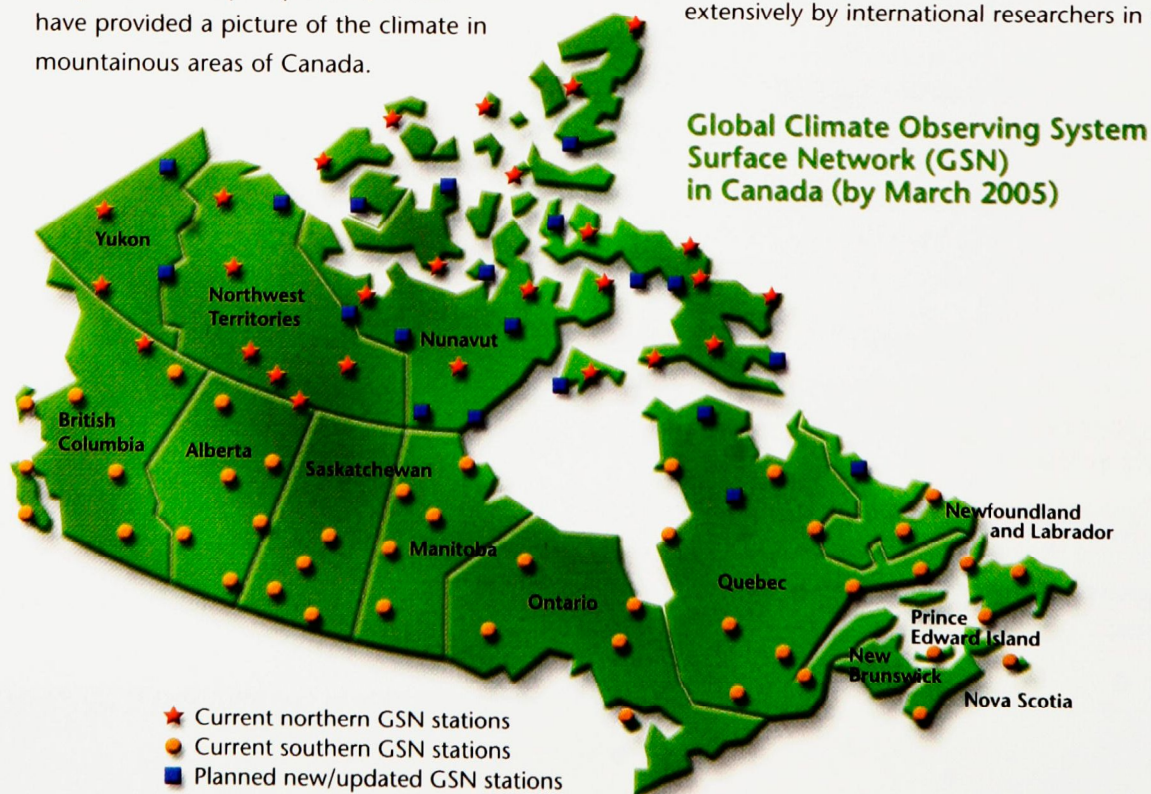 have provided a picture of the climate in
mountainous areas of Canada.
extensively by international researchers in
Global Climate Observing System
Surface Network (GSN)
in Canada (by March 2005)
Yukon
Northwest
Territories
Nunavut
British
Columbia
Alberta
Saskatchewan
Manitoba
Ontario
Quebec
Newfoundland
and Labrador
Prince
Edward Island
New
Brunswick
Nova Scotia
Current northern GSN stations
Current southern GSN stations
Planned new/updated GSN stations